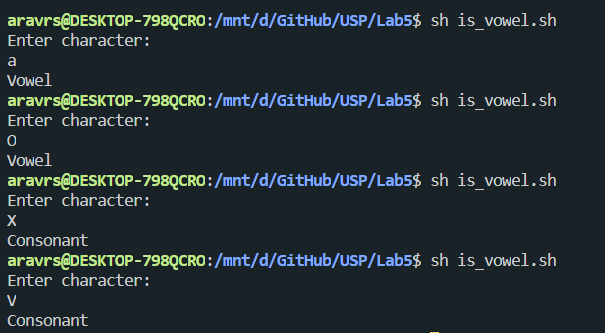 aravrs@DESKTOP-798QCRO:/mnt/d/GitHub/USP/Lab5$ sh is_vowel.sh
Enter character:
a
Vowel
aravrs@DESKTOP-798QCRO:/mnt/d/GitHub/USP/Lab5$ sh is_vowel.sh
Enter character:
O
Vowel
aravrs@DESKTOP-798QCRO:/mnt/d/GitHub/USP/Lab5$ sh is_vowel.sh
Enter character:
X
Consonant
aravrs@DESKTOP-798QCRO:/mnt/d/GitHub/USP/Lab5$ sh is_vowel.sh
Enter character:
V
Consonant